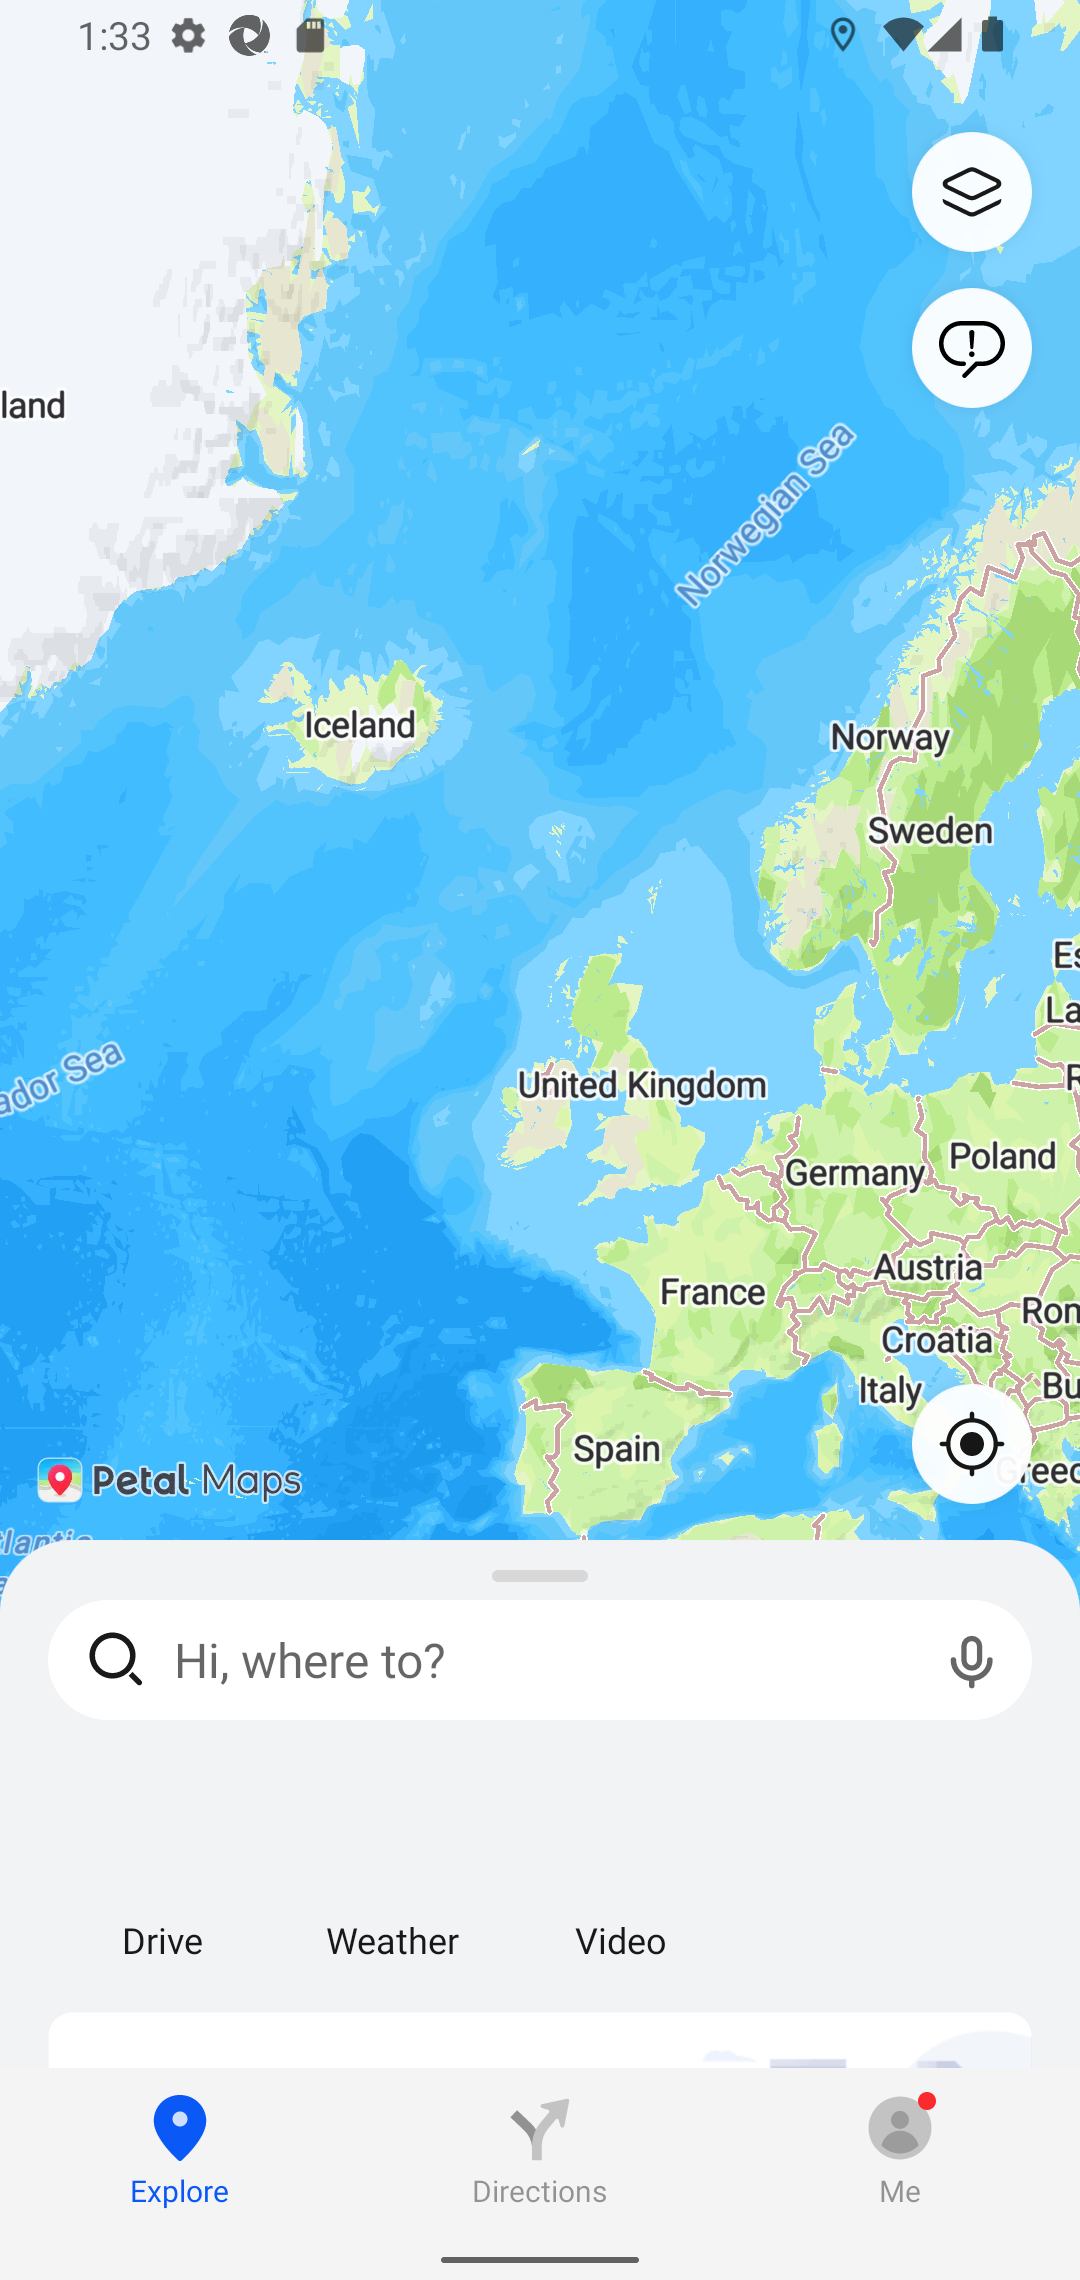 1:33
land
Norwegian Sea
Iceland
Norway
Sweden
Es
La
ador Sea
R
United Kingdom
Poland
Germany
Austria
France
Ron
Croatia
Bu
Italy
Spain
Greec
Petal Maps
tlantic
Hi, where to?
Drive
Weather
Video
Explore
Directions
Me